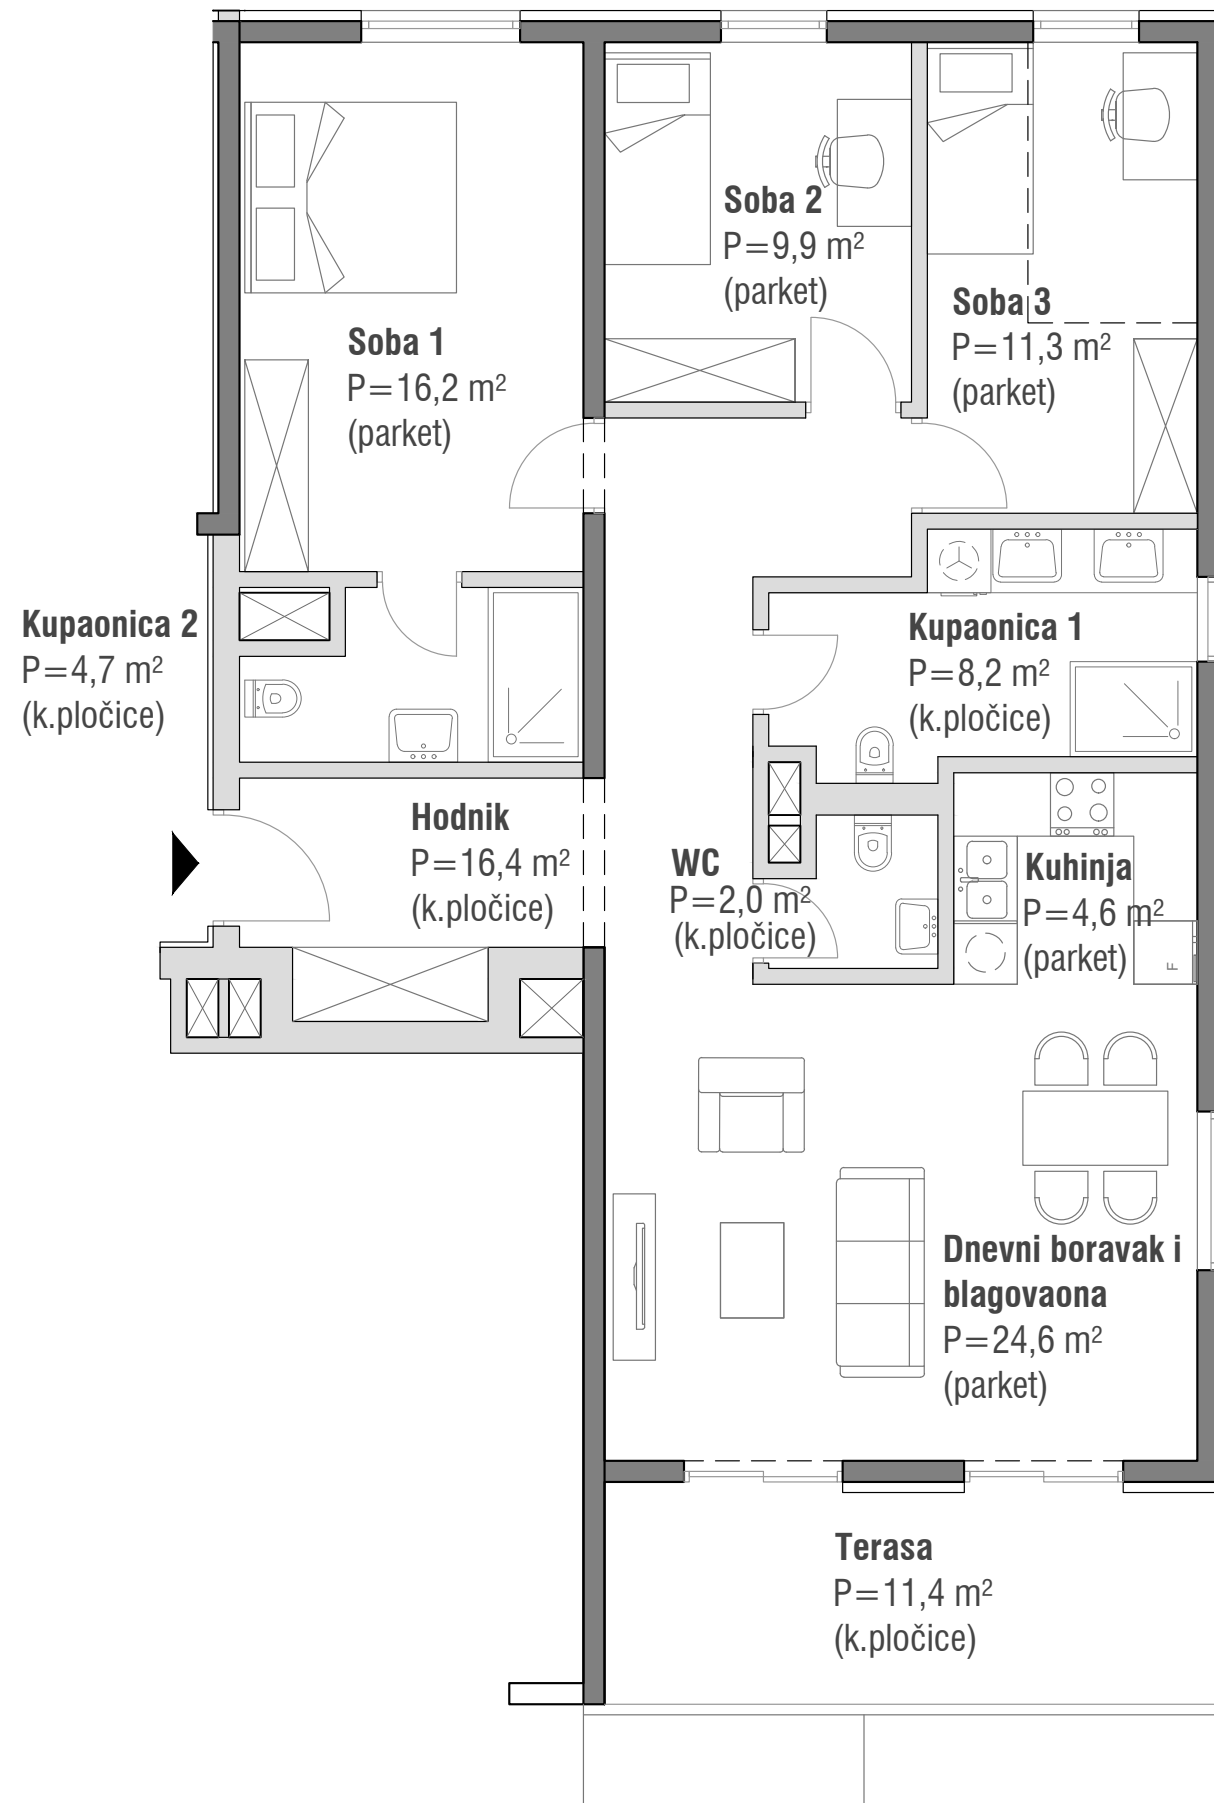 Soba 1
P=16,2 m²
(parket)
Soba 2
P=9,9 m²
(parket)
Soba 3
P=11,3 m²
(parket)
Kupaonica 2
P=4,7 m²
(k.pločice)
Kupaonica 1
P=8,2 m²
(k.pločice)
Hodnik
P=16,4 m²
(k.pločice)
WC
P=2,0 m²
(k.pločice)
Kuhinja
P=4,6 m²
(parket)
F
Dnevni boravak i
blagovaona
P=24,6 m²
(parket)
Terasa
P=11,4 m²
(k.pločice)